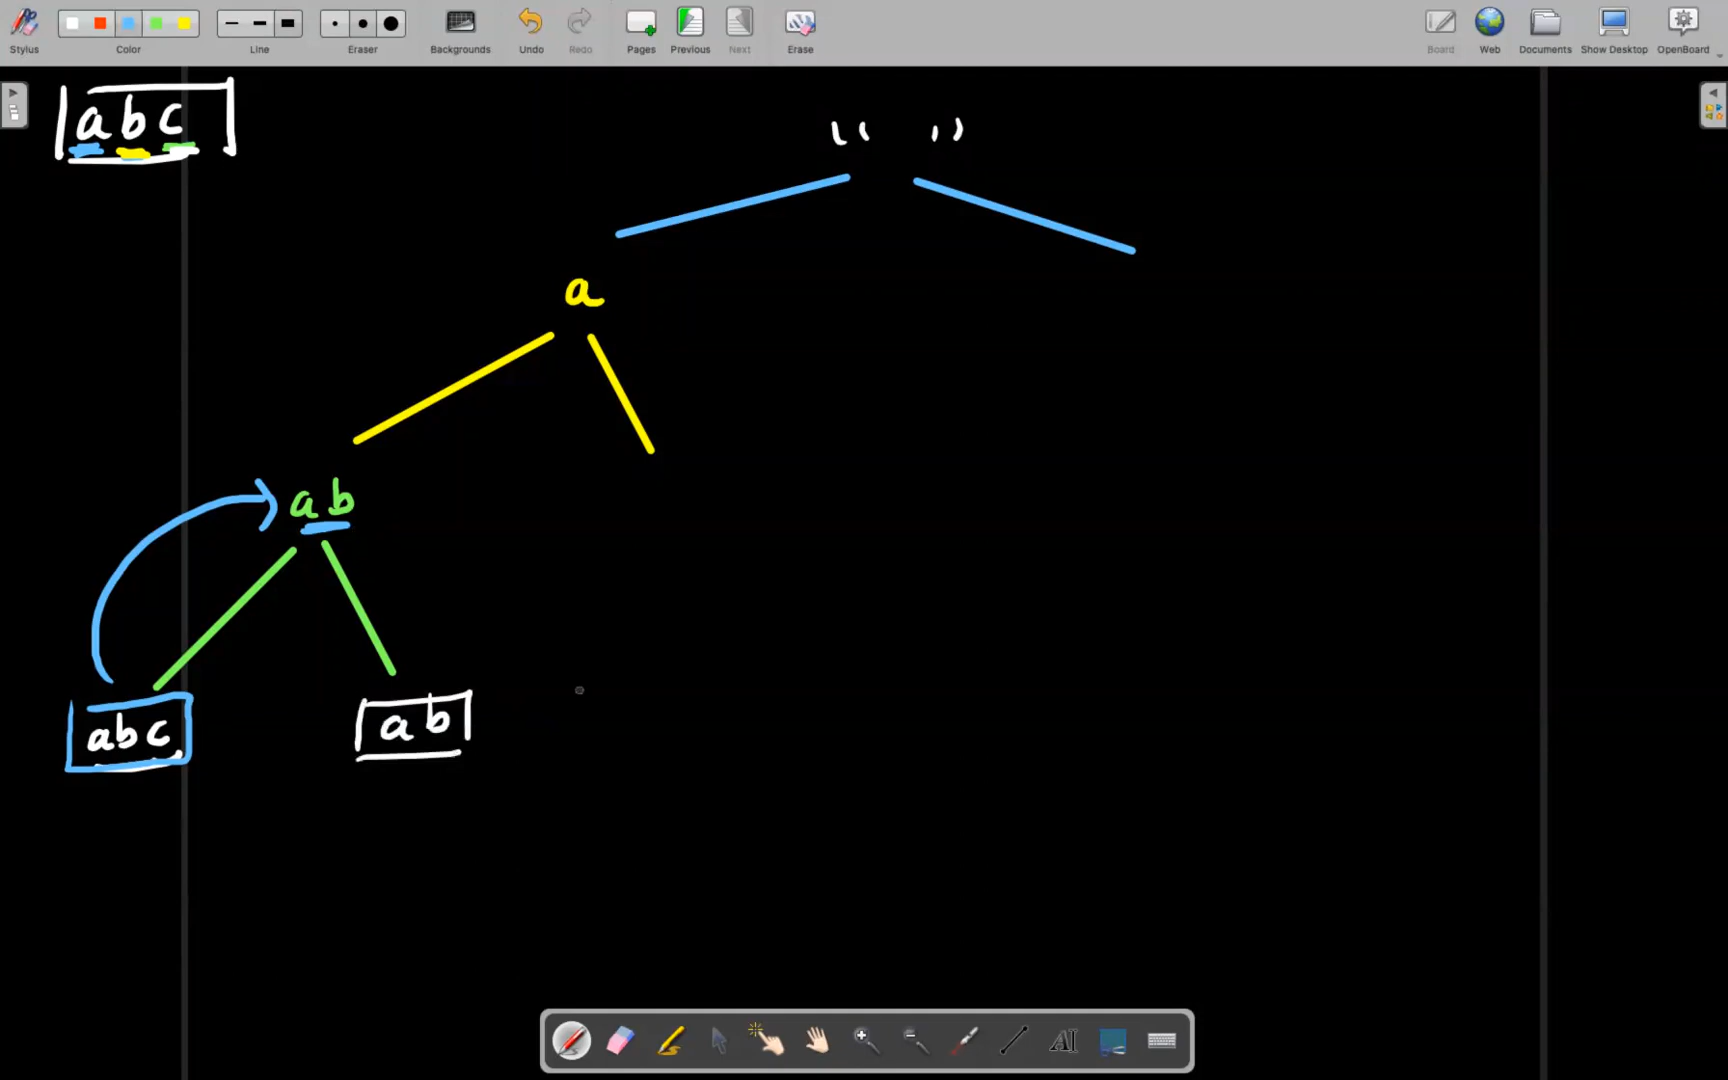 Stylus Color Line Eraser Backgrounds Undo Redo Pages Previous Next Erase Board Web Documents Show Desktop OpenBoard
abc
" "
a
ab
abc
ab
AI